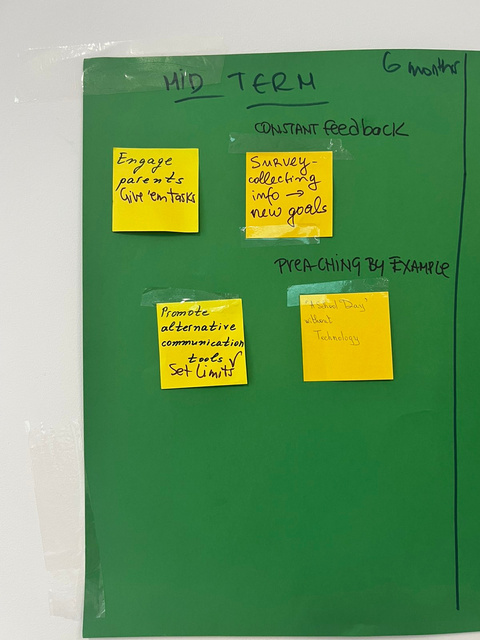 6 months
MID TERM
CONSTANT feedback
Engage
parents
Give 'em tasks
Survey-
collecting
info →
new goals
PREACHING BY EXAMPLE
Promote
alternative
communication
tools
Set Limits
"A School Day"
without
Technology